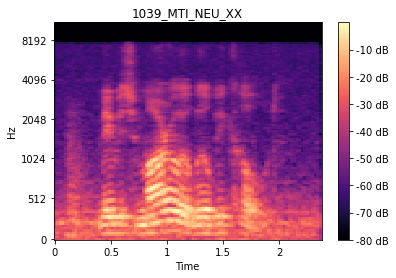 1039_MTI_NEU_XX
8192
4096
2048
1024
512
0
Hz
0
0.5
1
1.5
2
Time
-10 dB
-20 dB
-30 dB
-40 dB
-50 dB
-60 dB
-70 dB
-80 dB